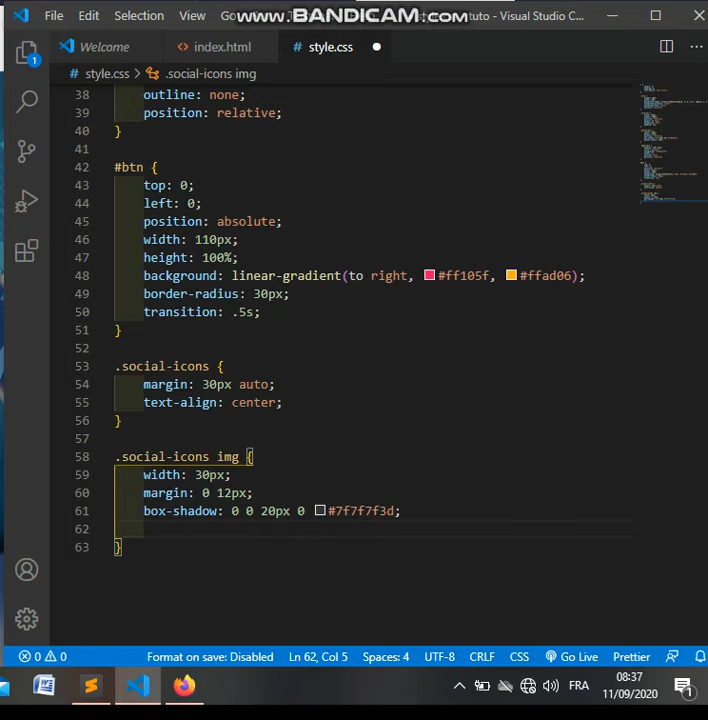 File Edit Selection View Go tuto - Visual Studio C...
www.BANDICAM.com
Welcome index.html # style.css
# style.css > .social-icons img
38 outline: none;
39 position: relative;
40 }
41
42 #btn {
43 top: 0;
44 left: 0;
45 position: absolute;
46 width: 110px;
47 height: 100%;
48 background: linear-gradient(to right, #ff105f, #ffad06);
49 border-radius: 30px;
50 transition: .5s;
51 }
52
53 .social-icons {
54 margin: 30px auto;
55 text-align: center;
56 }
57
58 .social-icons img {
59 width: 30px;
60 margin: 0 12px;
61 box-shadow: 0 0 20px 0 #7f7f7f3d;
62
63 }
1
0 0 Format on save: Disabled Ln 62, Col 5 Spaces: 4 UTF-8 CRLF CSS Go Live Prettier
FRA 08:37
11/09/2020 1